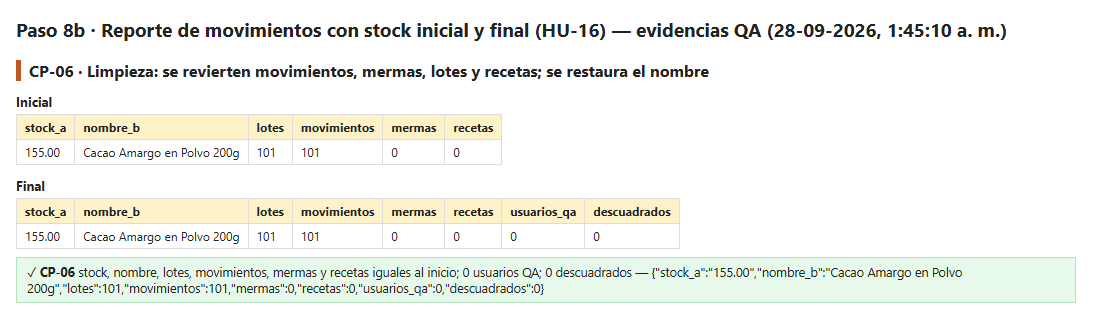 Paso 8b · Reporte de movimientos con stock inicial y final (HU-16) — evidencias QA (28-09-2026, 1:45:10 a. m.)
CP-06 · Limpieza: se revierten movimientos, mermas, lotes y recetas; se restaura el nombre
Inicial
stock_a nombre_b lotes movimientos mermas recetas
155.00 Cacao Amargo en Polvo 200g 101 101 0 0
Final
stock_a nombre_b lotes movimientos mermas recetas usuarios_qa descuadrados
155.00 Cacao Amargo en Polvo 200g 101 101 0 0 0 0
✓ CP-06 stock, nombre, lotes, movimientos, mermas y recetas iguales al inicio; 0 usuarios QA; 0 descuadrados — {"stock_a":"155.00","nombre_b":"Cacao Amargo en Polvo
200g","lotes":101,"movimientos":101,"mermas":0,"recetas":0,"usuarios_qa":0,"descuadrados":0}